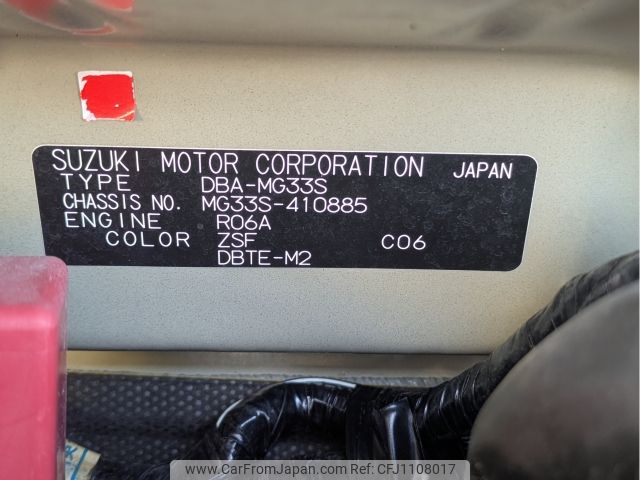 SUZUKI MOTOR CORPORATION JAPAN
TYPE DBA-MG33S
CHASSIS NO. MG33S-410885
ENGINE R06A
COLOR ZSF C06
DBTE-M2
www.CarFromJapan.com | Ref: CFJ1108017